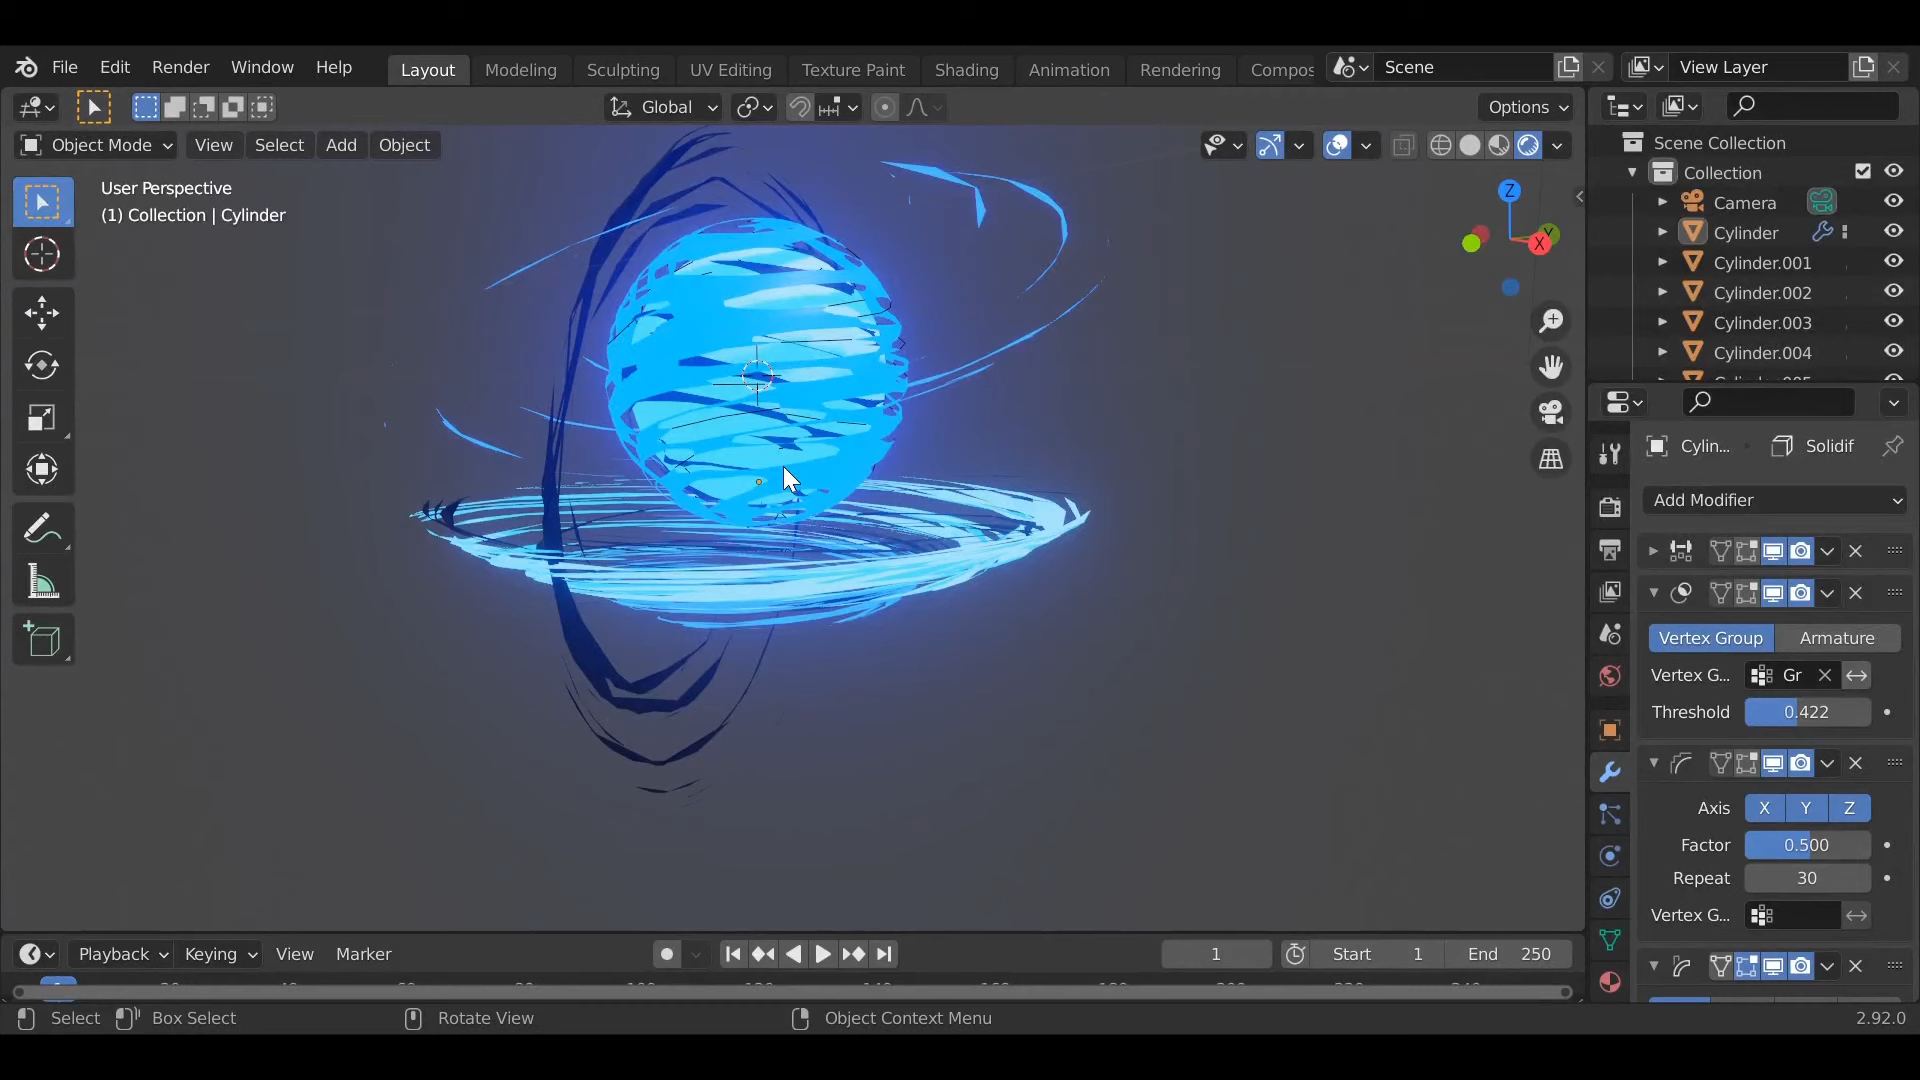 File Edit Render Window Help Layout Modeling Sculpting UV Editing Texture Paint Shading Animation Rendering Compos Scene View Layer
Global Options
Object Mode View Select Add Object
User Perspective
(1) Collection | Cylinder
Z
Y
X
Scene Collection
Collection
Camera
Cylinder
Cylinder.001
Cylinder.002
Cylinder.003
Cylinder.004
Cylin... Solidif
Add Modifier
Vertex Group Armature
Vertex G... Gr
Threshold 0.422
Axis X Y Z
Factor 0.500
Repeat 30
Vertex G...
Playback Keying View Marker 1 Start 1 End 250
Select Box Select Rotate View Object Context Menu 2.92.0